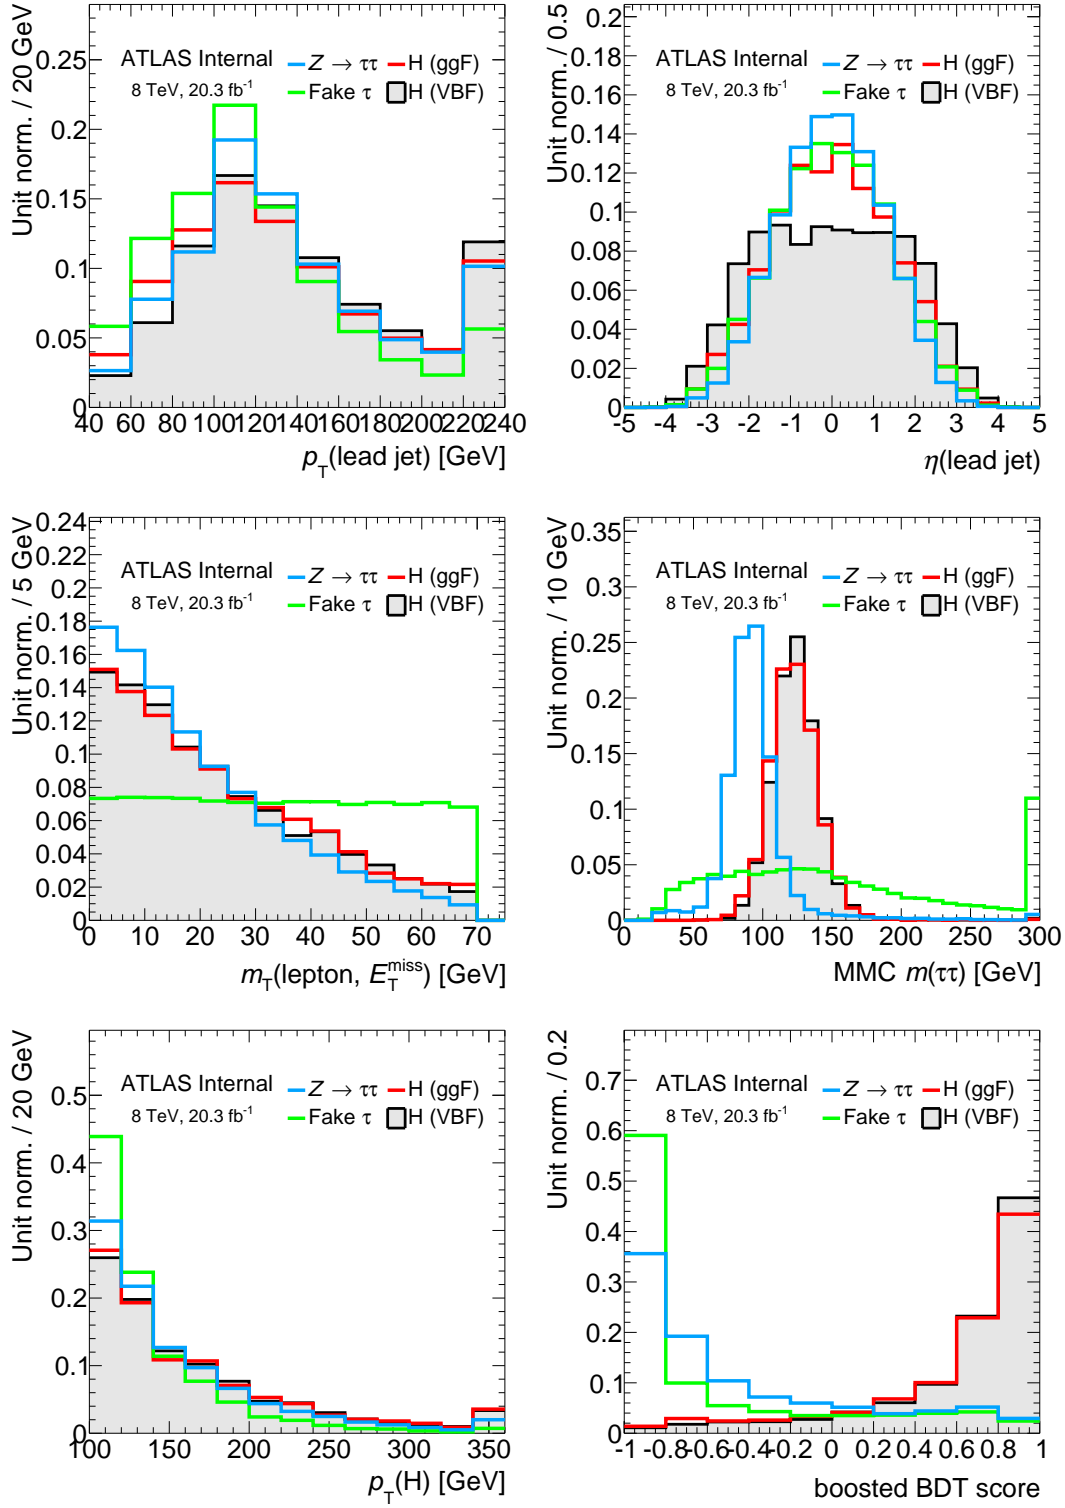 Unit norm. / 20 GeV
0.25
0.2
0.15
0.1
0.05
0
ATLAS Internal
8 TeV, 20.3 fb⁻¹
Z → ττ
H (ggF)
Fake τ
H (VBF)
40 60 80 100 120 140 160 180 200 220 240
p_T(lead jet) [GeV]
Unit norm. / 0.5
0.2
0.18
0.16
0.14
0.12
0.1
0.08
0.06
0.04
0.02
0
ATLAS Internal
8 TeV, 20.3 fb⁻¹
Z → ττ
H (ggF)
Fake τ
H (VBF)
-5 -4 -3 -2 -1 0 1 2 3 4 5
η(lead jet)
Unit norm. / 5 GeV
0.24
0.22
0.2
0.18
0.16
0.14
0.12
0.1
0.08
0.06
0.04
0.02
0
ATLAS Internal
8 TeV, 20.3 fb⁻¹
Z → ττ
H (ggF)
Fake τ
H (VBF)
0 10 20 30 40 50 60 70
m_T(lepton, E_T^miss) [GeV]
Unit norm. / 10 GeV
0.35
0.3
0.25
0.2
0.15
0.1
0.05
0
ATLAS Internal
8 TeV, 20.3 fb⁻¹
Z → ττ
H (ggF)
Fake τ
H (VBF)
0 50 100 150 200 250 300
MMC m(ττ) [GeV]
Unit norm. / 20 GeV
0.5
0.4
0.3
0.2
0.1
0
ATLAS Internal
8 TeV, 20.3 fb⁻¹
Z → ττ
H (ggF)
Fake τ
H (VBF)
100 150 200 250 300 350
p_T(H) [GeV]
Unit norm. / 0.2
0.7
0.6
0.5
0.4
0.3
0.2
0.1
0
ATLAS Internal
8 TeV, 20.3 fb⁻¹
Z → ττ
H (ggF)
Fake τ
H (VBF)
-1 -0.8 -0.6 -0.4 -0.2 0 0.2 0.4 0.6 0.8 1
boosted BDT score